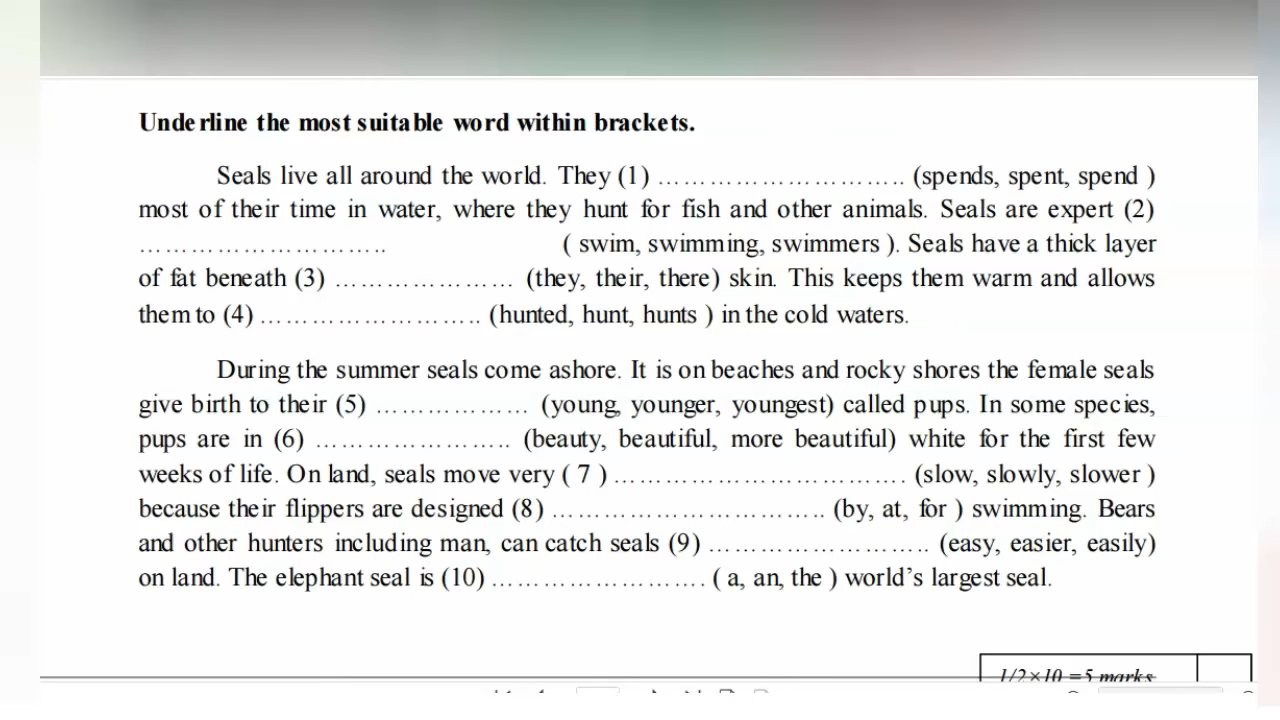 Underline the most suitable word within brackets.
Seals live all around the world. They (1) ……………………….. (spends, spent, spend )
most of their time in water, where they hunt for fish and other animals. Seals are expert (2)
……………………….. ( swim, swimming, swimmers ). Seals have a thick layer
of fat beneath (3) ………………… (they, their, there) skin. This keeps them warm and allows
them to (4) …………………….. (hunted, hunt, hunts ) in the cold waters.
During the summer seals come ashore. It is on beaches and rocky shores the female seals
give birth to their (5) ……………… (young, younger, youngest) called pups. In some species,
pups are in (6) ………………….. (beauty, beautiful, more beautiful) white for the first few
weeks of life. On land, seals move very ( 7 ) ……………………………. (slow, slowly, slower )
because their flippers are designed (8) ………………………….. (by, at, for ) swimming. Bears
and other hunters including man, can catch seals (9) …………………….. (easy, easier, easily)
on land. The elephant seal is (10) ……………………. ( a, an, the ) world's largest seal.
1/2×10 =5 marks